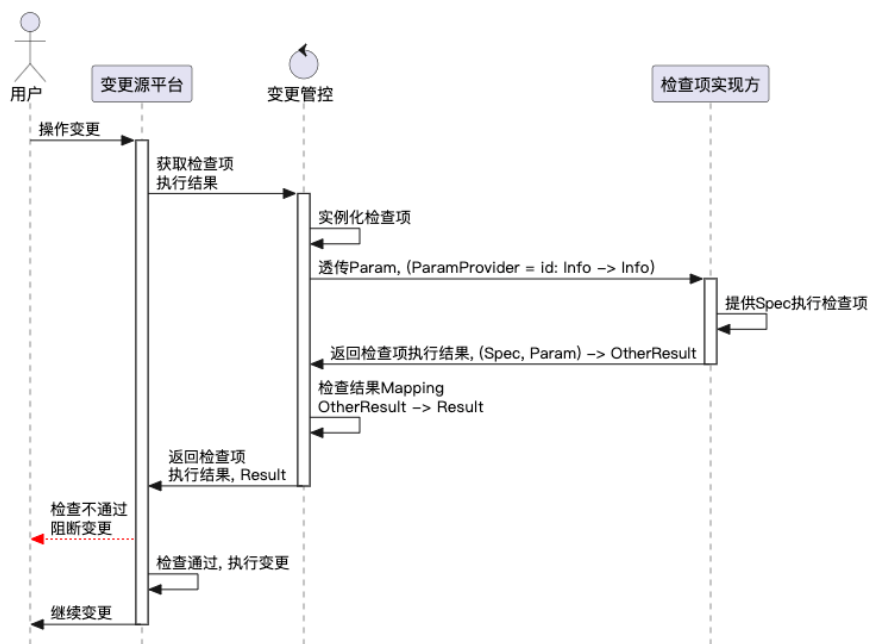 用户
变更源平台
变更管控
检查项实现方
操作变更
获取检查项
执行结果
实例化检查项
透传Param, (ParamProvider = id: Info -> Info)
提供Spec执行检查项
返回检查项执行结果, (Spec, Param) -> OtherResult
检查结果Mapping
OtherResult -> Result
返回检查项
执行结果, Result
检查不通过
阻断变更
检查通过, 执行变更
继续变更